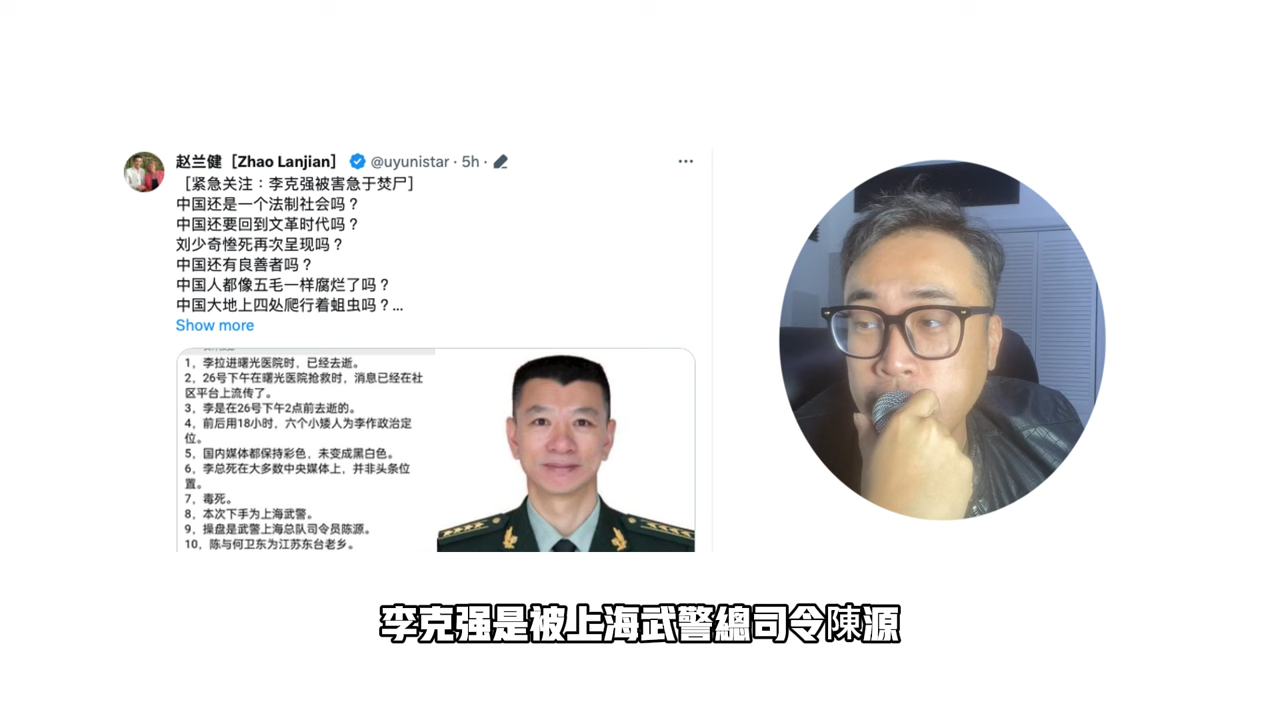 赵兰健［Zhao Lanjian］ @uyunistar · 5h ·
［紧急关注：李克强被害急于焚尸］
中国还是一个法制社会吗？
中国还要回到文革时代吗？
刘少奇惨死再次呈现吗？
中国还有良善者吗？
中国人都像五毛一样腐烂了吗？
中国大地上四处爬行着蛆虫吗？...
Show more
1，李拉进曙光医院时，已经去逝。
2，26号下午在曙光医院抢救时，消息已经在社
区平台上流传了。
3，李是在26号下午2点前去逝的。
4，前后用18小时，六个小矮人为李作政治定
位。
5，国内媒体都保持彩色，未变成黑白色。
6，李总死在大多数中央媒体上，并非头条位
置。
7，毒死。
8，本次下手为上海武警。
9，操盘是武警上海总队司令员陈源。
10，陈与何卫东为江苏东台老乡。
李克强是被上海武警總司令陳源